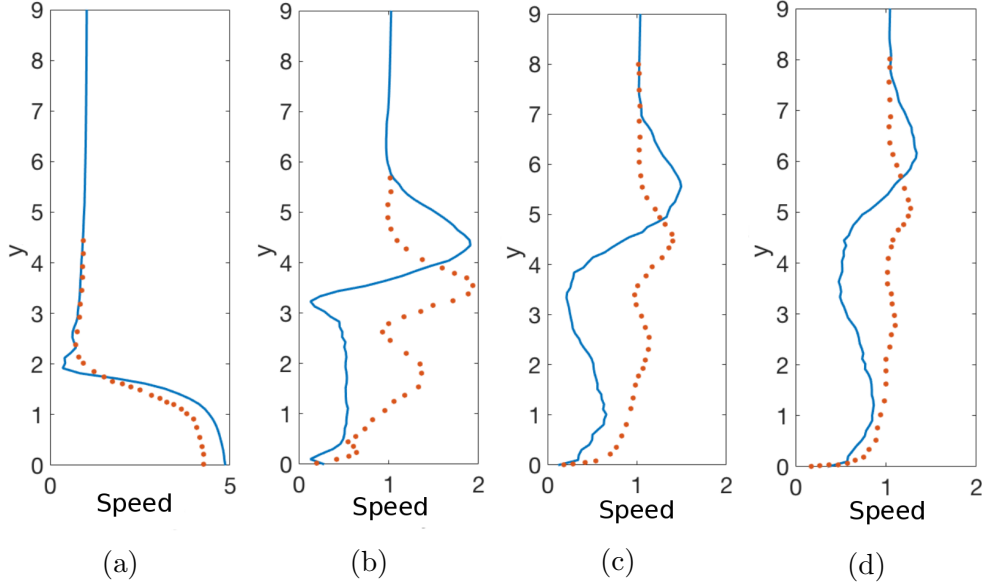 9 9 9 9
8 8 8 8
7 7 7 7
6 6 6 6
y 5 y 5 y 5 y 5
4 4 4 4
3 3 3 3
2 2 2 2
1 1 1 1
0 0 0 0
0 5 0 1 2 0 1 2 0 1 2
Speed Speed Speed Speed
(a) (b) (c) (d)